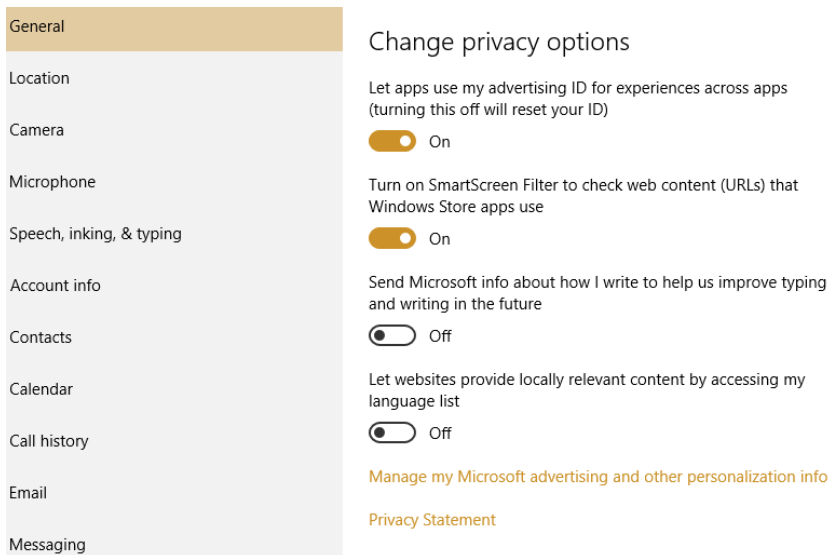 General
Location
Camera
Microphone
Speech, inking, & typing
Account info
Contacts
Calendar
Call history
Email
Messaging
Change privacy options
Let apps use my advertising ID for experiences across apps
(turning this off will reset your ID)
On
Turn on SmartScreen Filter to check web content (URLs) that
Windows Store apps use
On
Send Microsoft info about how I write to help us improve typing
and writing in the future
Off
Let websites provide locally relevant content by accessing my
language list
Off
Manage my Microsoft advertising and other personalization info
Privacy Statement